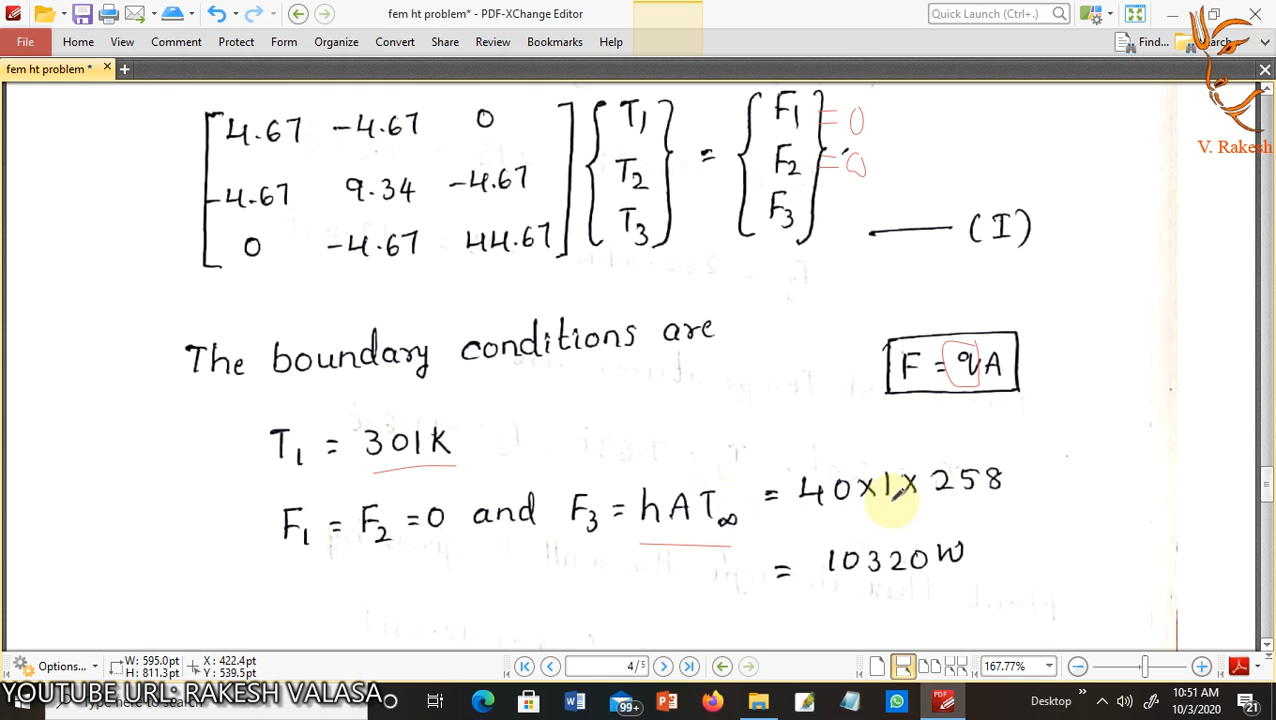 fem ht problem* - PDF-XChange Editor
Quick Launch (Ctrl+.)
File Home View Comment Protect Form Organize Convert Share Review Bookmarks Help Find...
fem ht problem *
4.67 -4.67 0 T1 F1 = 0
-4.67 9.34 -4.67 T2 = F2 = 0
0 -4.67 44.67 T3 F3
(I)
V. Rakesh
The boundary conditions are
F = qA
T1 = 301K
F1 = F2 = 0 and F3 = hAT∞ = 40×1×258
= 10320W
Options... W: 595.0pt X: 422.4pt 4/5 167.77%
H: 811.3pt Y: 539.5pt
YOUTUBE URL: RAKESH VALASA
99+ Desktop 10:51 AM
10/3/2020 21